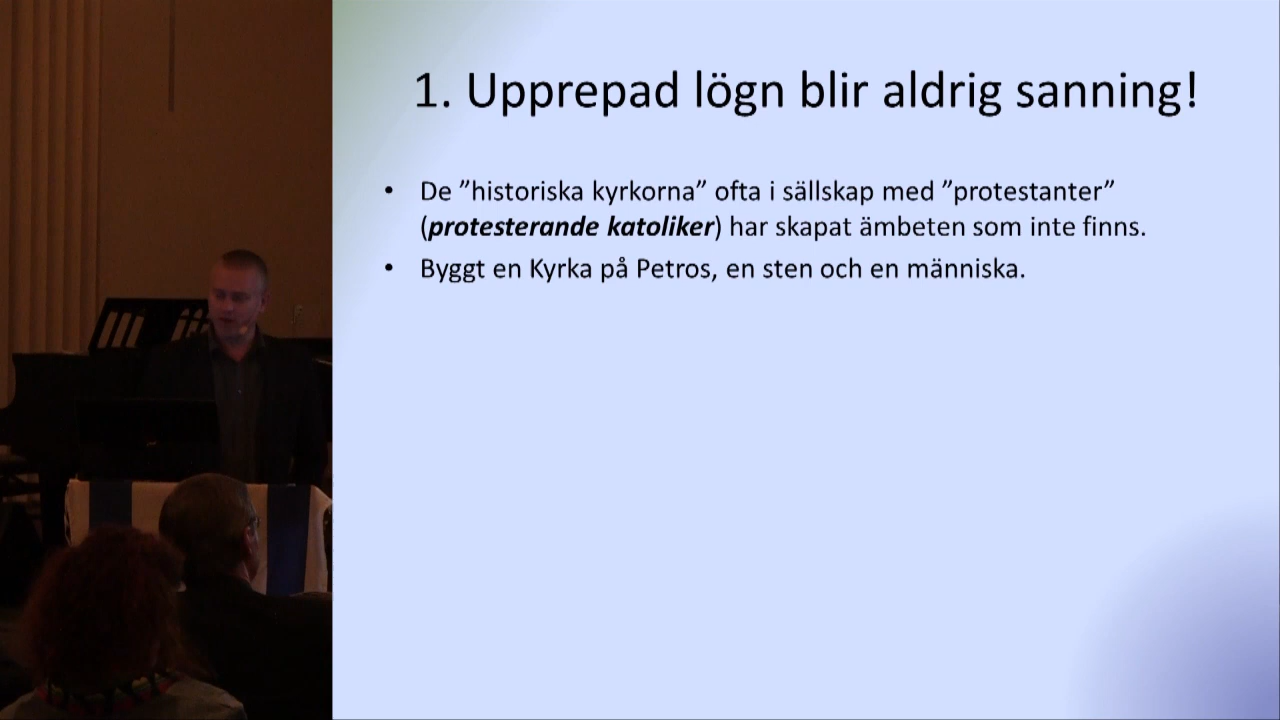 1. Upprepad lögn blir aldrig sanning!
• De ”historiska kyrkorna” ofta i sällskap med ”protestanter”
(protesterande katoliker) har skapat ämbeten som inte finns.
• Byggt en Kyrka på Petros, en sten och en människa.